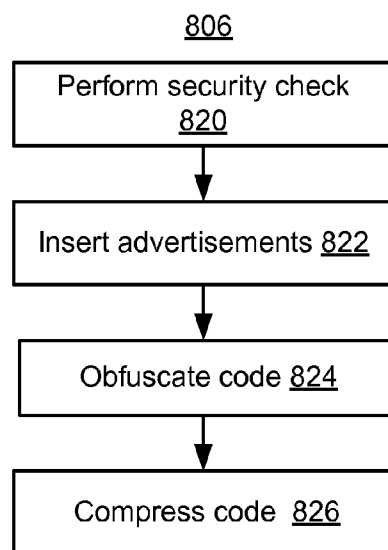 806
Perform security check
820
Insert advertisements 822
Obfuscate code 824
Compress code 826